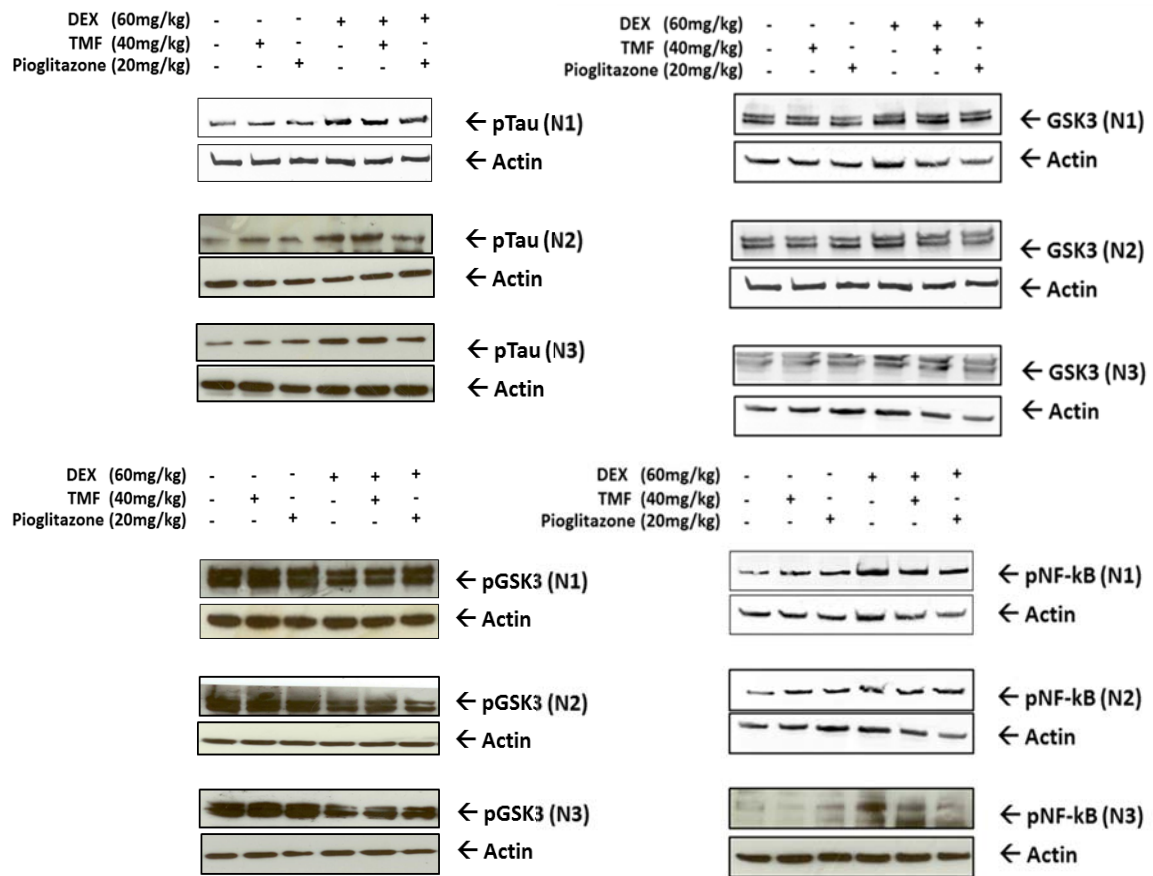 DEX (60mg/kg) - - - + + +
TMF (40mg/kg) - + - - + -
Pioglitazone (20mg/kg) - - + - - +
← pTau (N1)
← Actin
← pTau (N2)
← Actin
← pTau (N3)
← Actin
DEX (60mg/kg) - - - + + +
TMF (40mg/kg) - + - - + -
Pioglitazone (20mg/kg) - - + - - +
← GSK3 (N1)
← Actin
← GSK3 (N2)
← Actin
← GSK3 (N3)
← Actin
DEX (60mg/kg) - - - + + +
TMF (40mg/kg) - + - - + -
Pioglitazone (20mg/kg) - - + - - +
← pGSK3 (N1)
← Actin
← pGSK3 (N2)
← Actin
← pGSK3 (N3)
← Actin
DEX (60mg/kg) - - - + + +
TMF (40mg/kg) - + - - + -
Pioglitazone (20mg/kg) - - + - - +
← pNF-kB (N1)
← Actin
← pNF-kB (N2)
← Actin
← pNF-kB (N3)
← Actin